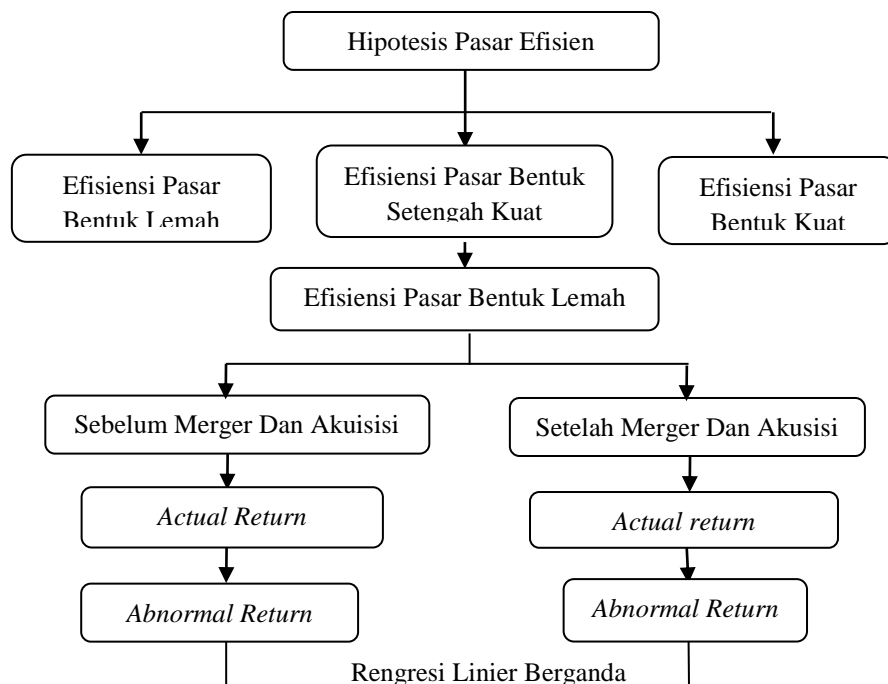 Hipotesis Pasar Efisien
Efisiensi Pasar
Bentuk Lemah
Efisiensi Pasar Bentuk
Setengah Kuat
Efisiensi Pasar
Bentuk Kuat
Efisiensi Pasar Bentuk Lemah
Sebelum Merger Dan Akuisisi
Setelah Merger Dan Akusisi
Actual Return
Actual return
Abnormal Return
Abnormal Return
Rengresi Linier Berganda